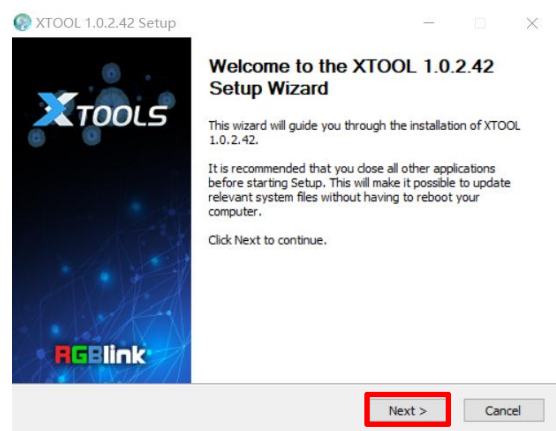 XTOOL 1.0.2.42 Setup
XTOOLS
Welcome to the XTOOL 1.0.2.42
Setup Wizard
This wizard will guide you through the installation of XTOOL
1.0.2.42.
It is recommended that you close all other applications
before starting Setup. This will make it possible to update
relevant system files without having to reboot your
computer.
Click Next to continue.
RGBlink
Next >
Cancel